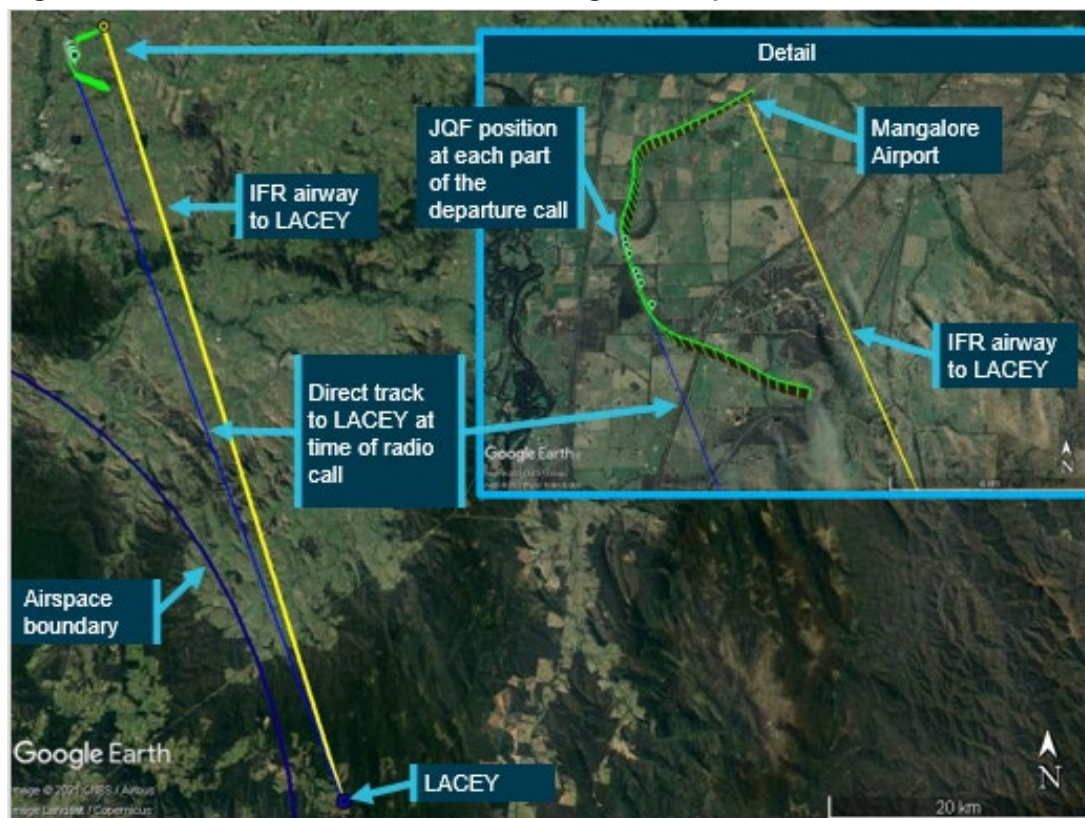 Detail
JQF position
at each part
of the
departure call
Mangalore
Airport
IFR airway
to LACEY
IFR airway
to LACEY
Direct track
to LACEY at
time of radio
call
Google Earth
N
Airspace
boundary
Google Earth
LACEY
N
20 km